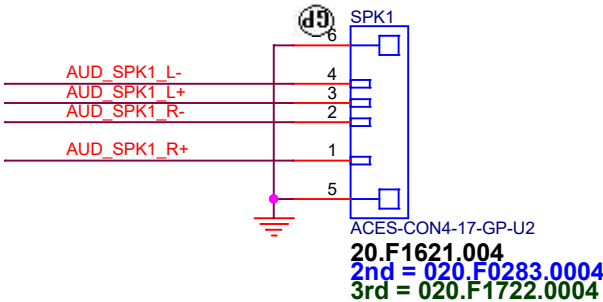 GP
SPK1
6
AUD_SPK1_L- 4
AUD_SPK1_L+ 3
AUD_SPK1_R- 2
AUD_SPK1_R+ 1
5
ACES-CON4-17-GP-U2
20.F1621.004
2nd = 020.F0283.0004
3rd = 020.F1722.0004